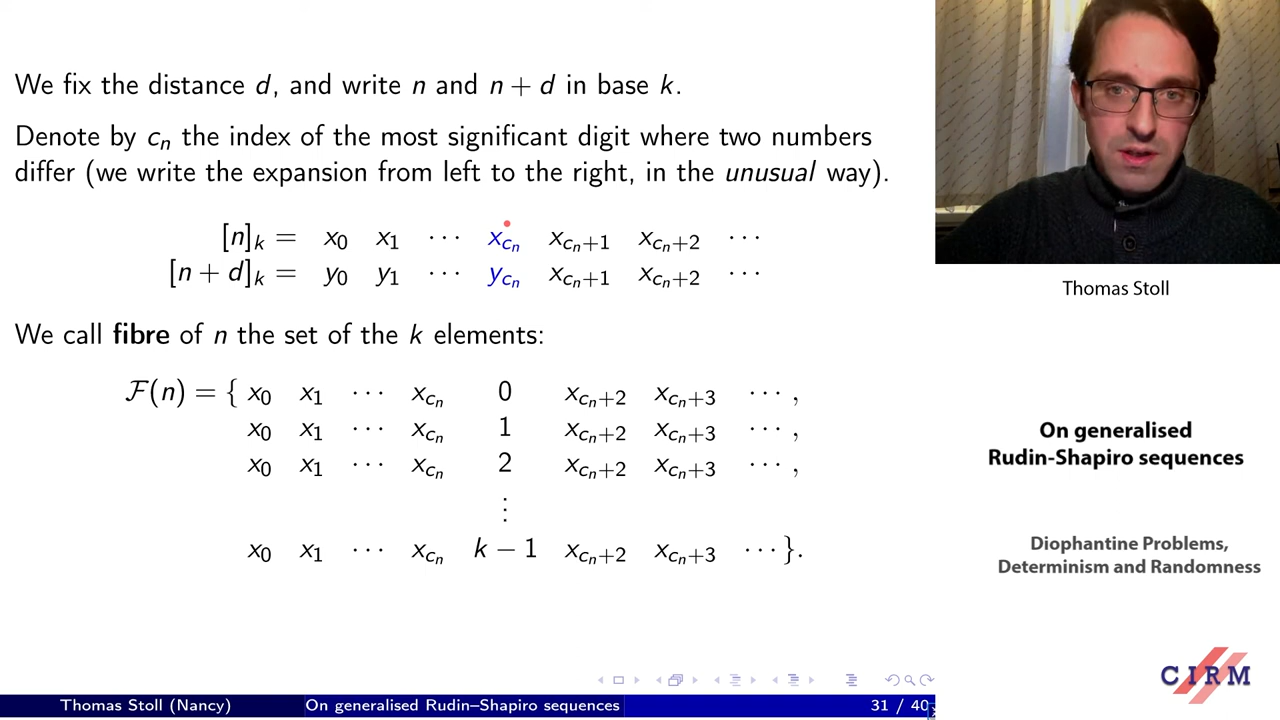 We fix the distance d, and write n and n + d in base k.
Denote by c_n the index of the most significant digit where two numbers
differ (we write the expansion from left to the right, in the unusual way).
[n]_k = x_0 x_1 ··· x_{c_n} x_{c_n+1} x_{c_n+2} ···
[n + d]_k = y_0 y_1 ··· y_{c_n} x_{c_n+1} x_{c_n+2} ···
We call fibre of n the set of the k elements:
F(n) = { x_0 x_1 ··· x_{c_n} 0 x_{c_n+2} x_{c_n+3} ··· ,
x_0 x_1 ··· x_{c_n} 1 x_{c_n+2} x_{c_n+3} ··· ,
x_0 x_1 ··· x_{c_n} 2 x_{c_n+2} x_{c_n+3} ··· ,
⋮
x_0 x_1 ··· x_{c_n} k − 1 x_{c_n+2} x_{c_n+3} ··· }.
Thomas Stoll (Nancy) On generalised Rudin–Shapiro sequences 31 / 40
Thomas Stoll
On generalised
Rudin-Shapiro sequences
Diophantine Problems,
Determinism and Randomness
CIRM